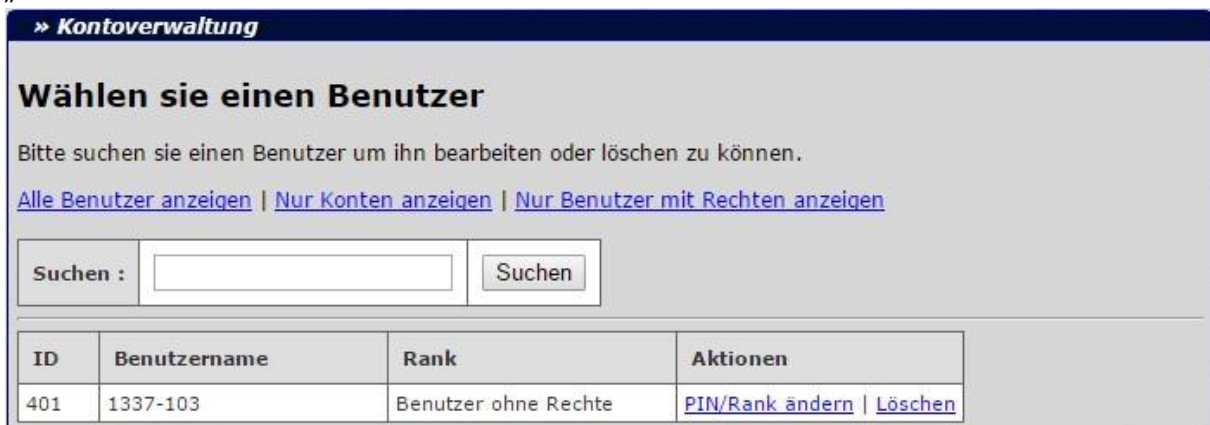 „
» Kontoverwaltung
Wählen sie einen Benutzer
Bitte suchen sie einen Benutzer um ihn bearbeiten oder löschen zu können.
Alle Benutzer anzeigen | Nur Konten anzeigen | Nur Benutzer mit Rechten anzeigen
Suchen : Suchen
ID Benutzername Rank Aktionen
401 1337-103 Benutzer ohne Rechte PIN/Rank ändern | Löschen